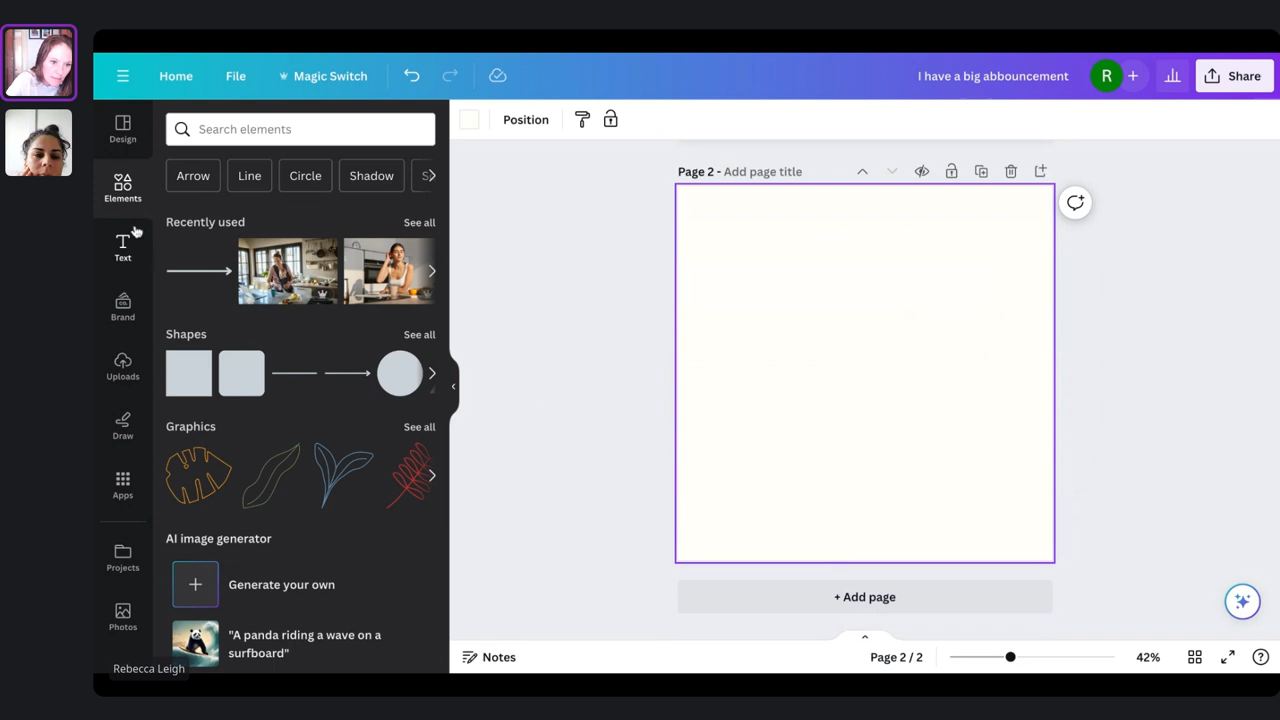 Home
File
Magic Switch
I have a big abbouncement
R
+
Share
Design
Elements
Text
Brand
CO.
Uploads
Draw
Apps
Projects
Photos
Search elements
Arrow
Line
Circle
Shadow
S
Recently used
See all
Shapes
See all
Graphics
See all
AI image generator
Generate your own
"A panda riding a wave on a
surfboard"
Rebecca Leigh
Position
Page 2 - Add page title
+ Add page
Notes
Page 2 / 2
42%